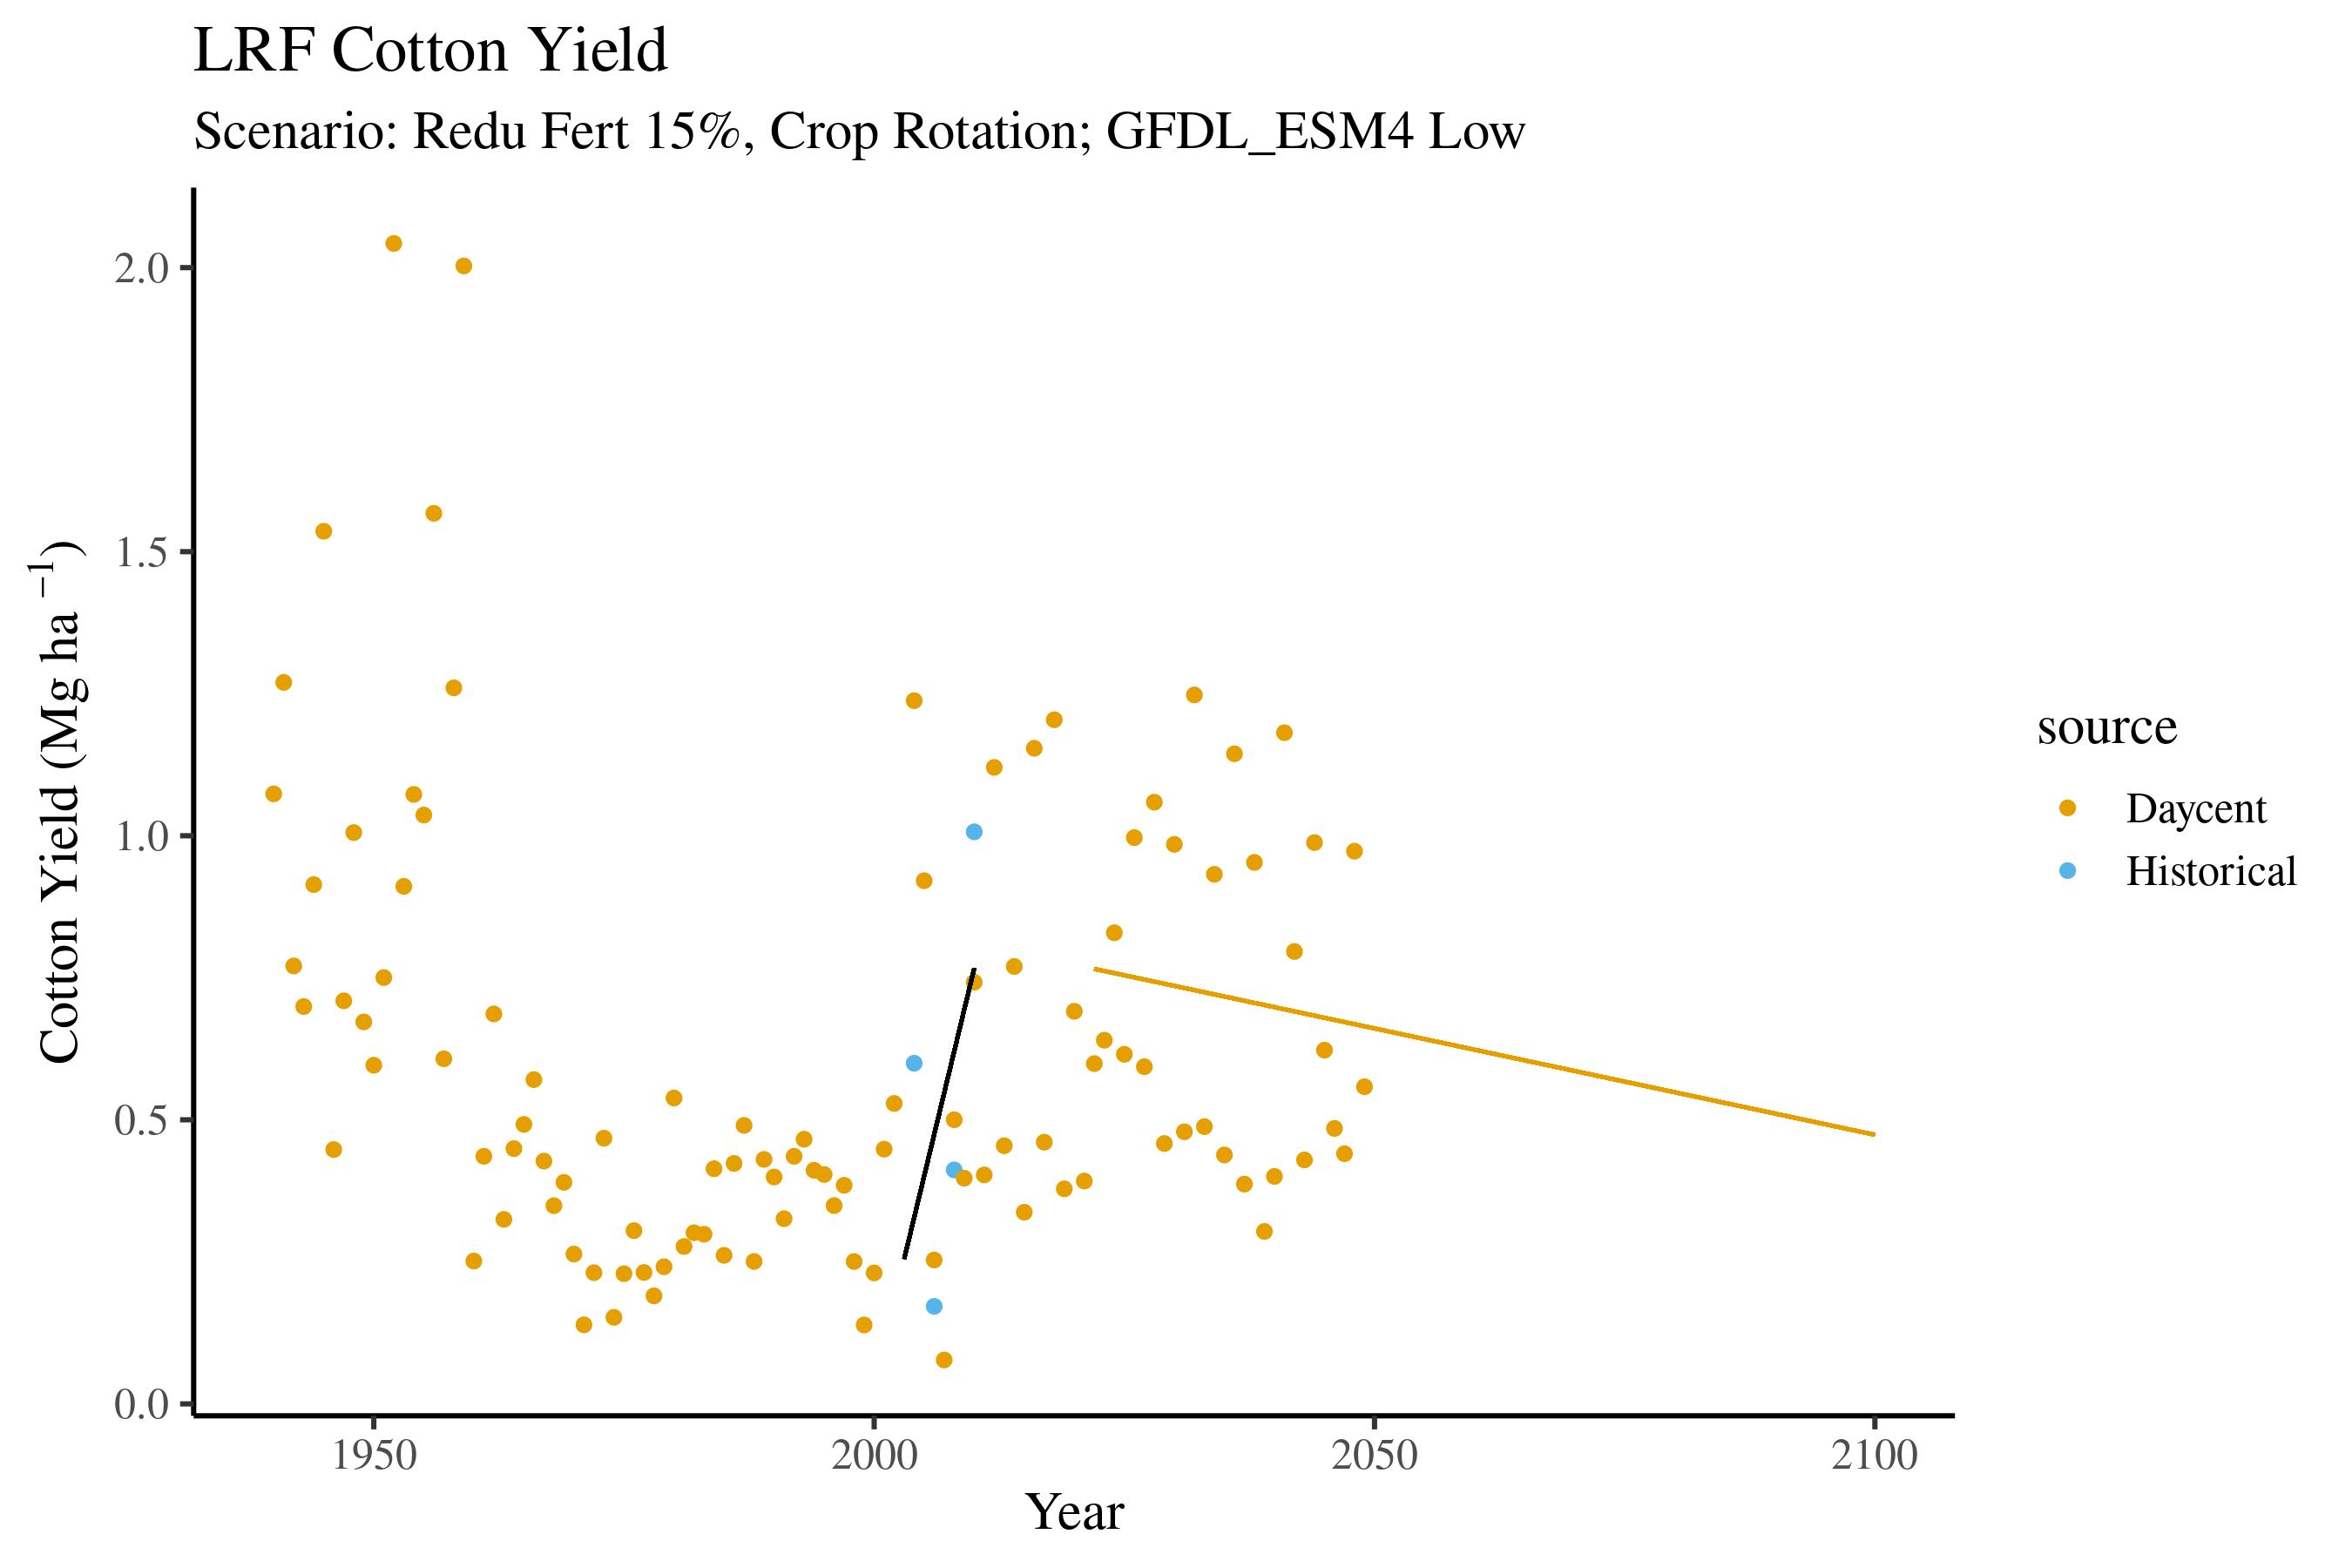 LRF Cotton Yield
Scenario: Redu Fert 15%, Crop Rotation; GFDL_ESM4 Low
Cotton Yield (Mg ha⁻¹)
2.0
1.5
1.0
0.5
0.0
1950 2000 2050 2100
Year
source
Daycent
Historical